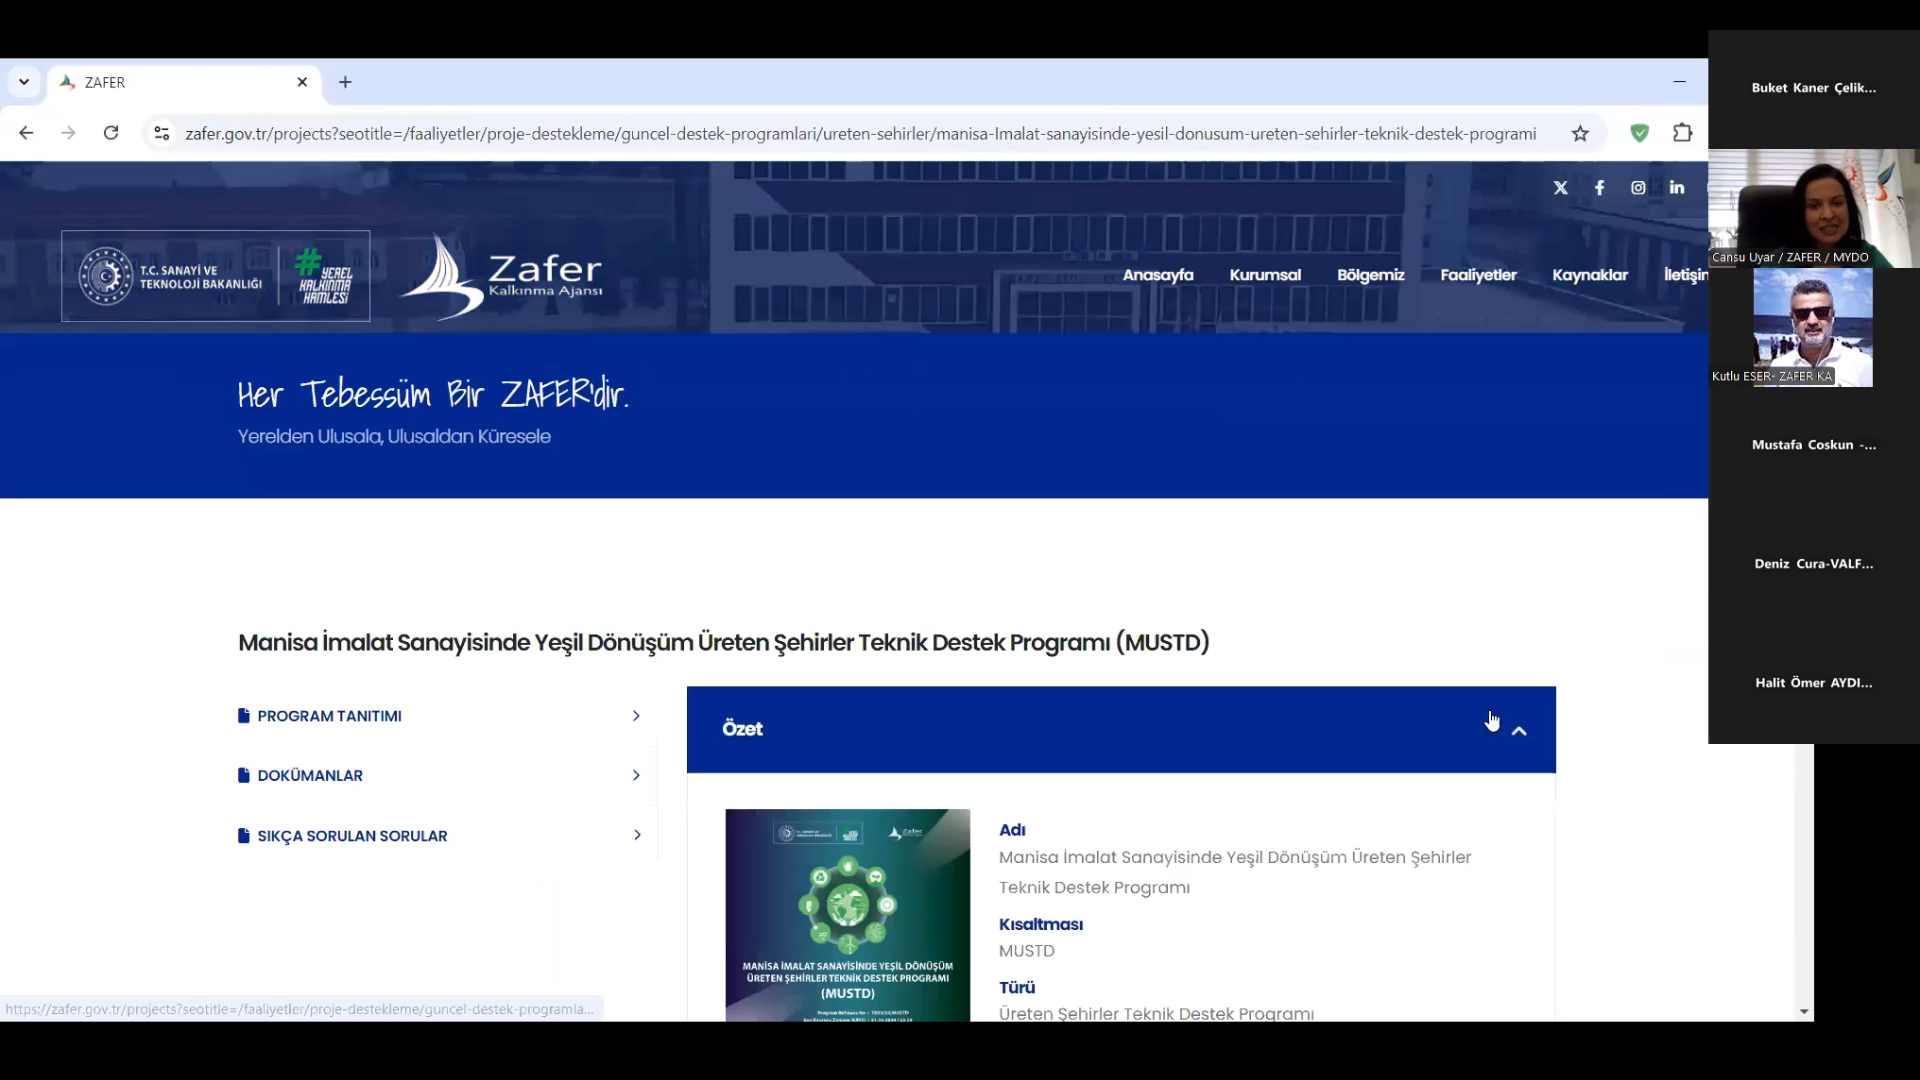 ZAFER
zafer.gov.tr/projects?seotitle=/faaliyetler/proje-destekleme/guncel-destek-programlari/ureten-sehirler/manisa-Imalat-sanayisinde-yesil-donusum-ureten-sehirler-teknik-destek-programi
T.C. SANAYİ VE
TEKNOLOJİ BAKANLIĞI
#YEREL
KALKINMA
HAMLESİ
Zafer
Kalkınma Ajansı
Anasayfa
Kurumsal
Bölgemiz
Faaliyetler
Kaynaklar
İletişin
Her Tebessüm Bir ZAFER'dir.
Yerelden Ulusala, Ulusaldan Küresele
Manisa İmalat Sanayisinde Yeşil Dönüşüm Üreten Şehirler Teknik Destek Programı (MUSTD)
PROGRAM TANITIMI
DOKÜMANLAR
SIKÇA SORULAN SORULAR
Özet
Zafer
MANİSA İMALAT SANAYİSİNDE YEŞİL DÖNÜŞÜM
ÜRETEN ŞEHİRLER TEKNİK DESTEK PROGRAMI
(MUSTD)
Adı
Manisa İmalat Sanayisinde Yeşil Dönüşüm Üreten Şehirler
Teknik Destek Programı
Kısaltması
MUSTD
Türü
Üreten Şehirler Teknik Destek Programı
https://zafer.gov.tr/projects?seotitle=/faaliyetler/proje-destekleme/guncel-destek-programla...
Buket Kaner Çelik...
Cansu Uyar / ZAFER / MYDO
Kutlu ESER- ZAFER KA
Mustafa Coskun -...
Deniz Cura-VALF...
Halit Ömer AYDI...